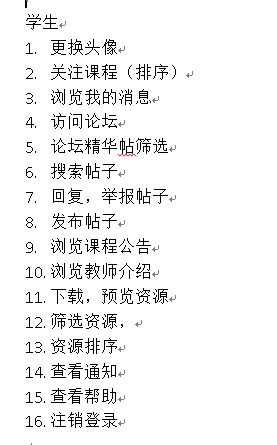 学生
1. 更换头像
2. 关注课程（排序）
3. 浏览我的消息
4. 访问论坛
5. 论坛精华帖筛选
6. 搜索帖子
7. 回复，举报帖子
8. 发布帖子
9. 浏览课程公告
10. 浏览教师介绍
11. 下载，预览资源
12. 筛选资源，
13. 资源排序
14. 查看通知
15. 查看帮助
16. 注销登录